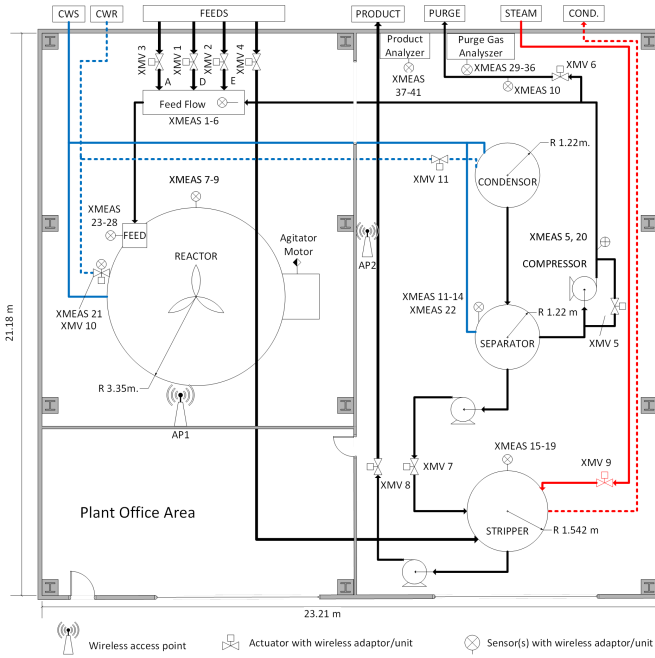 CWS
CWR
FEEDS
PRODUCT
PURGE
STEAM
COND.
XMV 3
XMV 1
XMV 2
XMV 4
A
D
E
Product
Analyzer
Purge Gas
Analyszer
XMV 6
XMEAS 29-36
XMEAS
37-41
XMEAS 10
Feed Flow
XMEAS 1-6
R 1.22m.
XMV 11
CONDENSOR
XMEAS 7-9
XMEAS
23-28
FEED
Agitator
Motor
REACTOR
AP2
XMEAS 5, 20
COMPRESSOR
XMEAS 11-14
XMEAS 22
R 1.22 m
XMEAS 21
XMV 10
SEPARATOR
XMV 5
21.18 m
R 3.35m.
AP1
XMEAS 15-19
XMV 7
XMV 9
XMV 8
Plant Office Area
STRIPPER
R 1.542 m
23.21 m
Wireless access point
Actuator with wireless adaptor/unit
Sensor(s) with wireless adaptor/unit